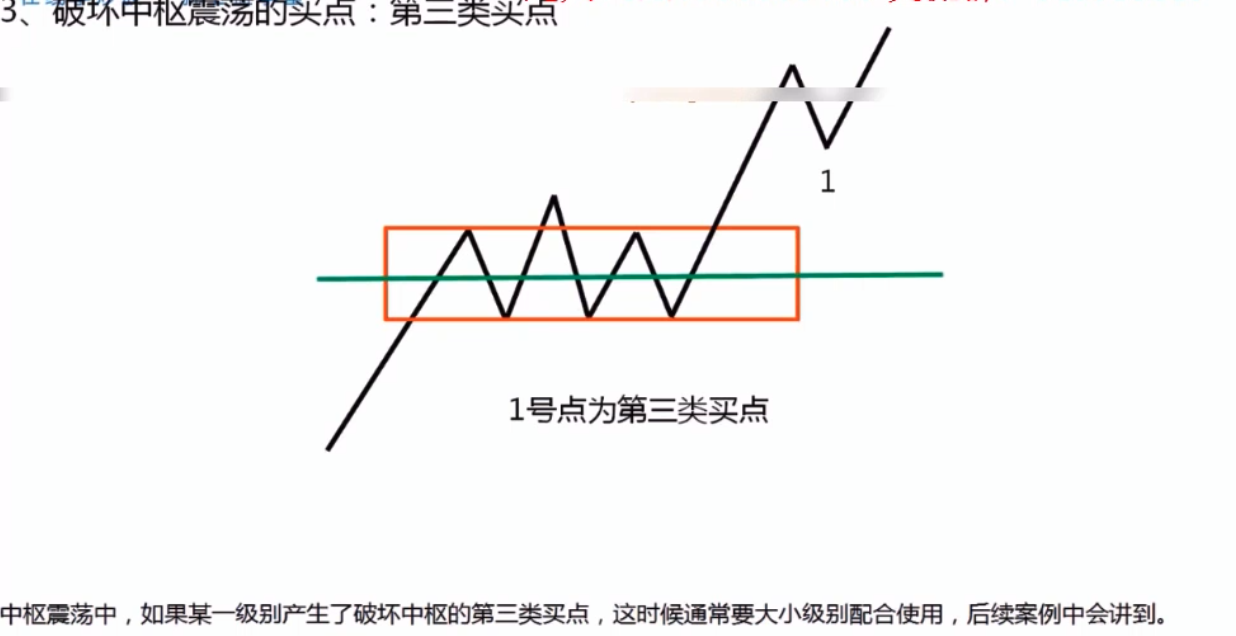 3、破坏中枢震荡的买点：第三类买点
1
1号点为第三类买点
中枢震荡中，如果某一级别产生了破坏中枢的第三类买点，这时候通常要大小级别配合使用，后续案例中会讲到。